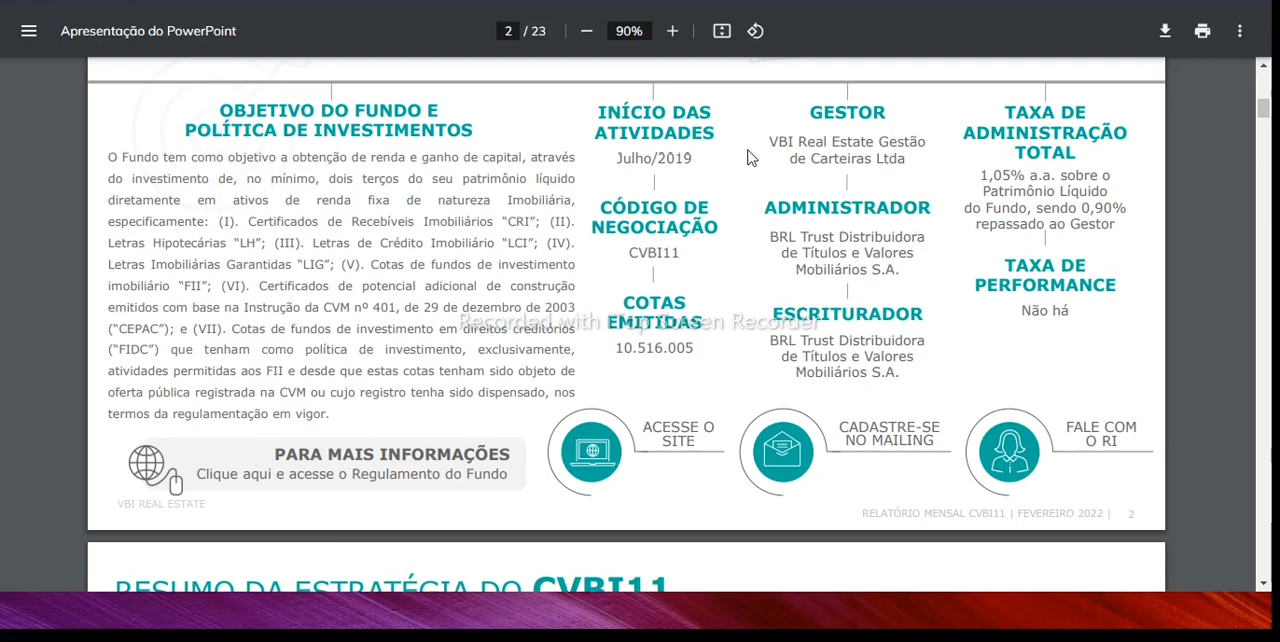 Apresentação do PowerPoint
2 / 23
90%
OBJETIVO DO FUNDO E
POLÍTICA DE INVESTIMENTOS
O Fundo tem como objetivo a obtenção de renda e ganho de capital, através
do investimento de, no mínimo, dois terços do seu patrimônio líquido
diretamente em ativos de renda fixa de natureza Imobiliária,
especificamente: (I). Certificados de Recebíveis Imobiliários “CRI”; (II).
Letras Hipotecárias “LH”; (III). Letras de Crédito Imobiliário “LCI”; (IV).
Letras Imobiliárias Garantidas “LIG”; (V). Cotas de fundos de investimento
imobiliário “FII”; (VI). Certificados de potencial adicional de construção
emitidos com base na Instrução da CVM nº 401, de 29 de dezembro de 2003
(“CEPAC”); e (VII). Cotas de fundos de investimento em direitos creditórios
(“FIDC”) que tenham como política de investimento, exclusivamente,
atividades permitidas aos FII e desde que estas cotas tenham sido objeto de
oferta pública registrada na CVM ou cujo registro tenha sido dispensado, nos
termos da regulamentação em vigor.
PARA MAIS INFORMAÇÕES
Clique aqui e acesse o Regulamento do Fundo
VBI REAL ESTATE
INÍCIO DAS
ATIVIDADES
Julho/2019
CÓDIGO DE
NEGOCIAÇÃO
CVBI11
COTAS
EMITIDAS
10.516.005
GESTOR
VBI Real Estate Gestão
de Carteiras Ltda
ADMINISTRADOR
BRL Trust Distribuidora
de Títulos e Valores
Mobiliários S.A.
ESCRITURADOR
BRL Trust Distribuidora
de Títulos e Valores
Mobiliários S.A.
TAXA DE
ADMINISTRAÇÃO
TOTAL
1,05% a.a. sobre o
Patrimônio Líquido
do Fundo, sendo 0,90%
repassado ao Gestor
TAXA DE
PERFORMANCE
Não há
Recorded with Screen Recorder
ACESSE O
SITE
CADASTRE-SE
NO MAILING
FALE COM
O RI
RELATÓRIO MENSAL CVBI11 | FEVEREIRO 2022 | 2
RESUMO DA ESTRATÉGIA DO CVBI11